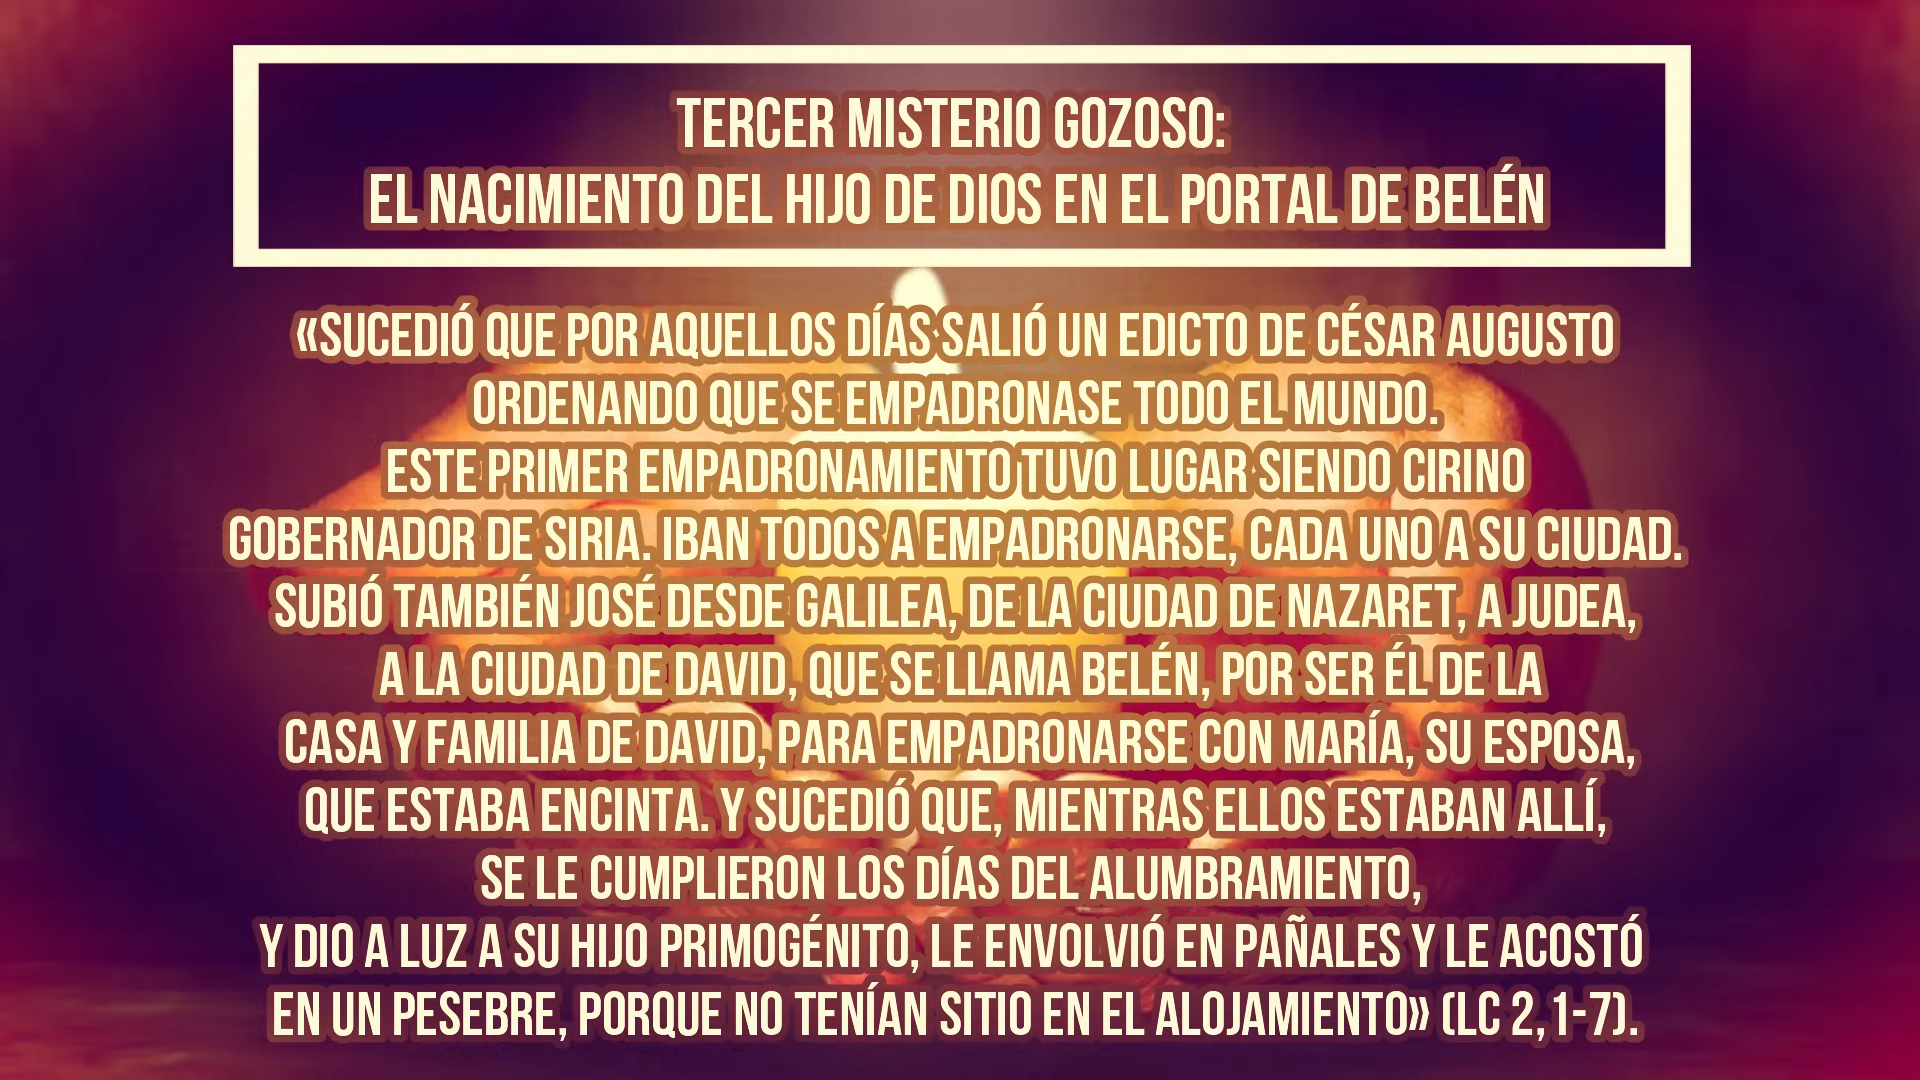 TERCER MISTERIO GOZOSO:
EL NACIMIENTO DEL HIJO DE DIOS EN EL PORTAL DE BELÉN
«SUCEDIÓ QUE POR AQUELLOS DÍAS SALIÓ UN EDICTO DE CÉSAR AUGUSTO
ORDENANDO QUE SE EMPADRONASE TODO EL MUNDO.
ESTE PRIMER EMPADRONAMIENTO TUVO LUGAR SIENDO CIRINO
GOBERNADOR DE SIRIA. IBAN TODOS A EMPADRONARSE, CADA UNO A SU CIUDAD.
SUBIÓ TAMBIÉN JOSÉ DESDE GALILEA, DE LA CIUDAD DE NAZARET, A JUDEA,
A LA CIUDAD DE DAVID, QUE SE LLAMA BELÉN, POR SER ÉL DE LA
CASA Y FAMILIA DE DAVID, PARA EMPADRONARSE CON MARÍA, SU ESPOSA,
QUE ESTABA ENCINTA. Y SUCEDIÓ QUE, MIENTRAS ELLOS ESTABAN ALLÍ,
SE LE CUMPLIERON LOS DÍAS DEL ALUMBRAMIENTO,
Y DIO A LUZ A SU HIJO PRIMOGÉNITO, LE ENVOLVIÓ EN PAÑALES Y LE ACOSTÓ
EN UN PESEBRE, PORQUE NO TENÍAN SITIO EN EL ALOJAMIENTO» (LC 2,1-7).